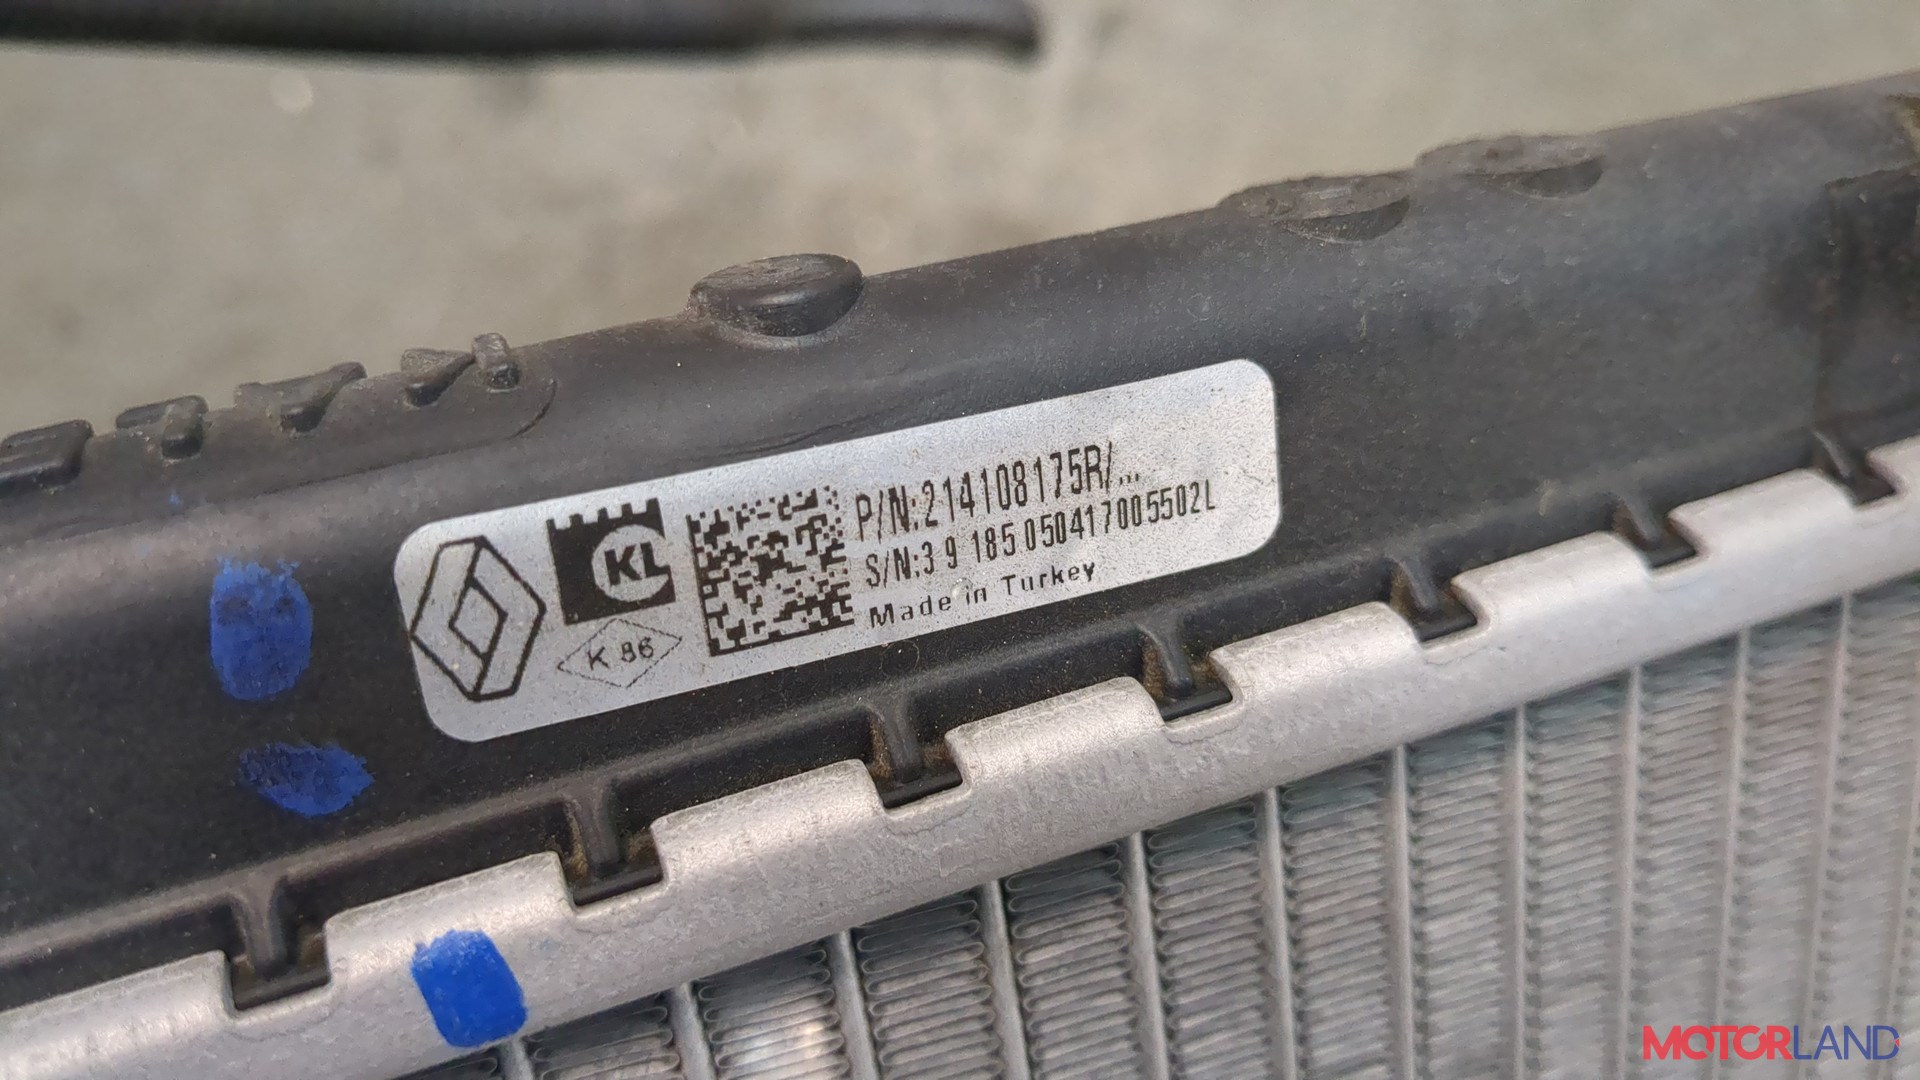 KL
K 86
P/N:214108175R/...
S/N:3 9 185 050417005502L
Made in Turkey
MOTORLAND